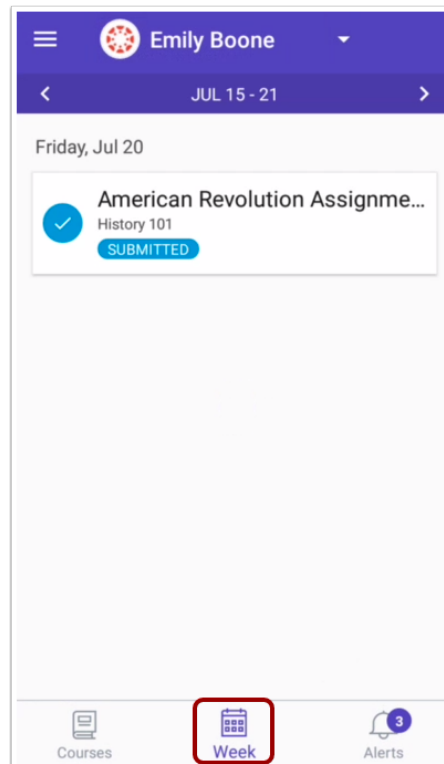 Emily Boone
JUL 15 - 21
Friday, Jul 20
American Revolution Assignme...
History 101
SUBMITTED
3
Courses
Week
Alerts